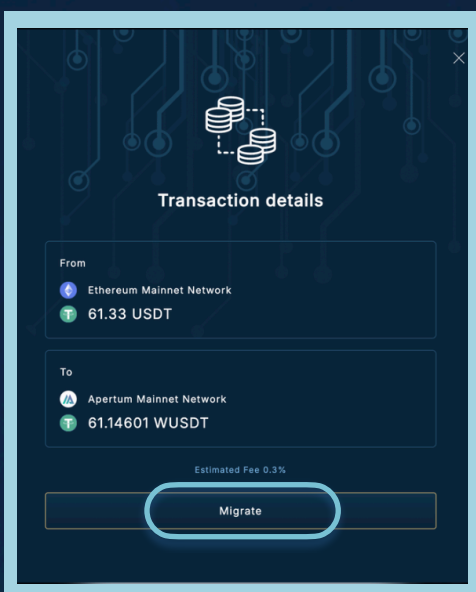 Transaction details
From
Ethereum Mainnet Network
61.33 USDT
To
Apertum Mainnet Network
61.14601 WUSDT
Estimated Fee 0.3%
Migrate